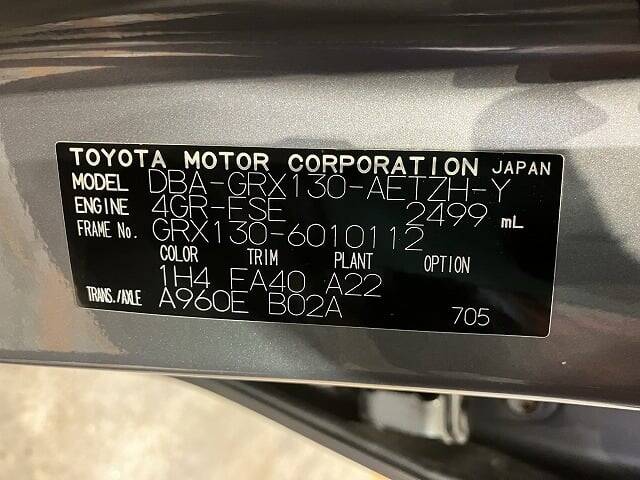 TOYOTA MOTOR CORPORATION JAPAN
MODEL DBA-GRX130-AETZH-Y
ENGINE 4GR-FSE 2499 mL
FRAME No. GRX130-6010112
COLOR TRIM PLANT OPTION
1H4 FA40 A22
TRANS./AXLE A960E B02A 705